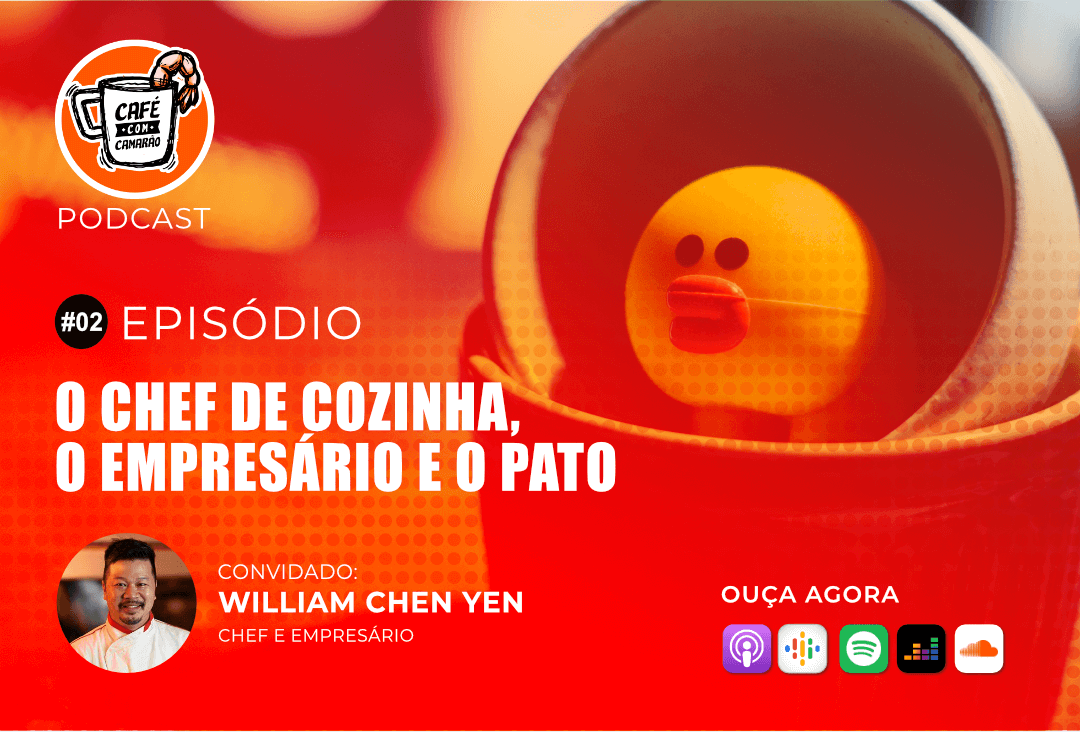 CAFÉ
COM
CAMARÃO
PODCAST
#02 EPISÓDIO
O CHEF DE COZINHA,
O EMPRESÁRIO E O PATO
CONVIDADO:
WILLIAM CHEN YEN
CHEF E EMPRESÁRIO
OUÇA AGORA